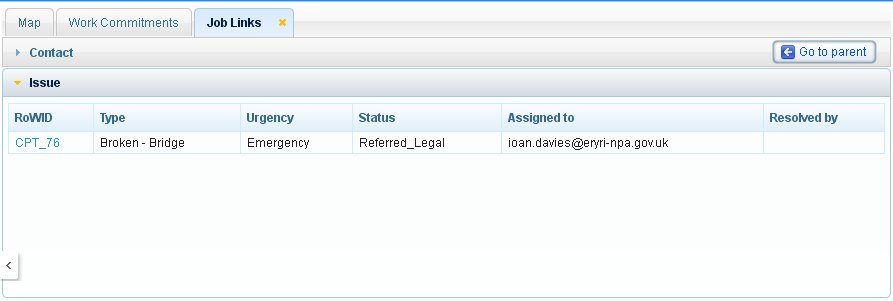 Map Work Commitments Job Links
Contact Go to parent
Issue
RoWID Type Urgency Status Assigned to Resolved by
CPT_76 Broken - Bridge Emergency Referred_Legal ioan.davies@eryri-npa.gov.uk